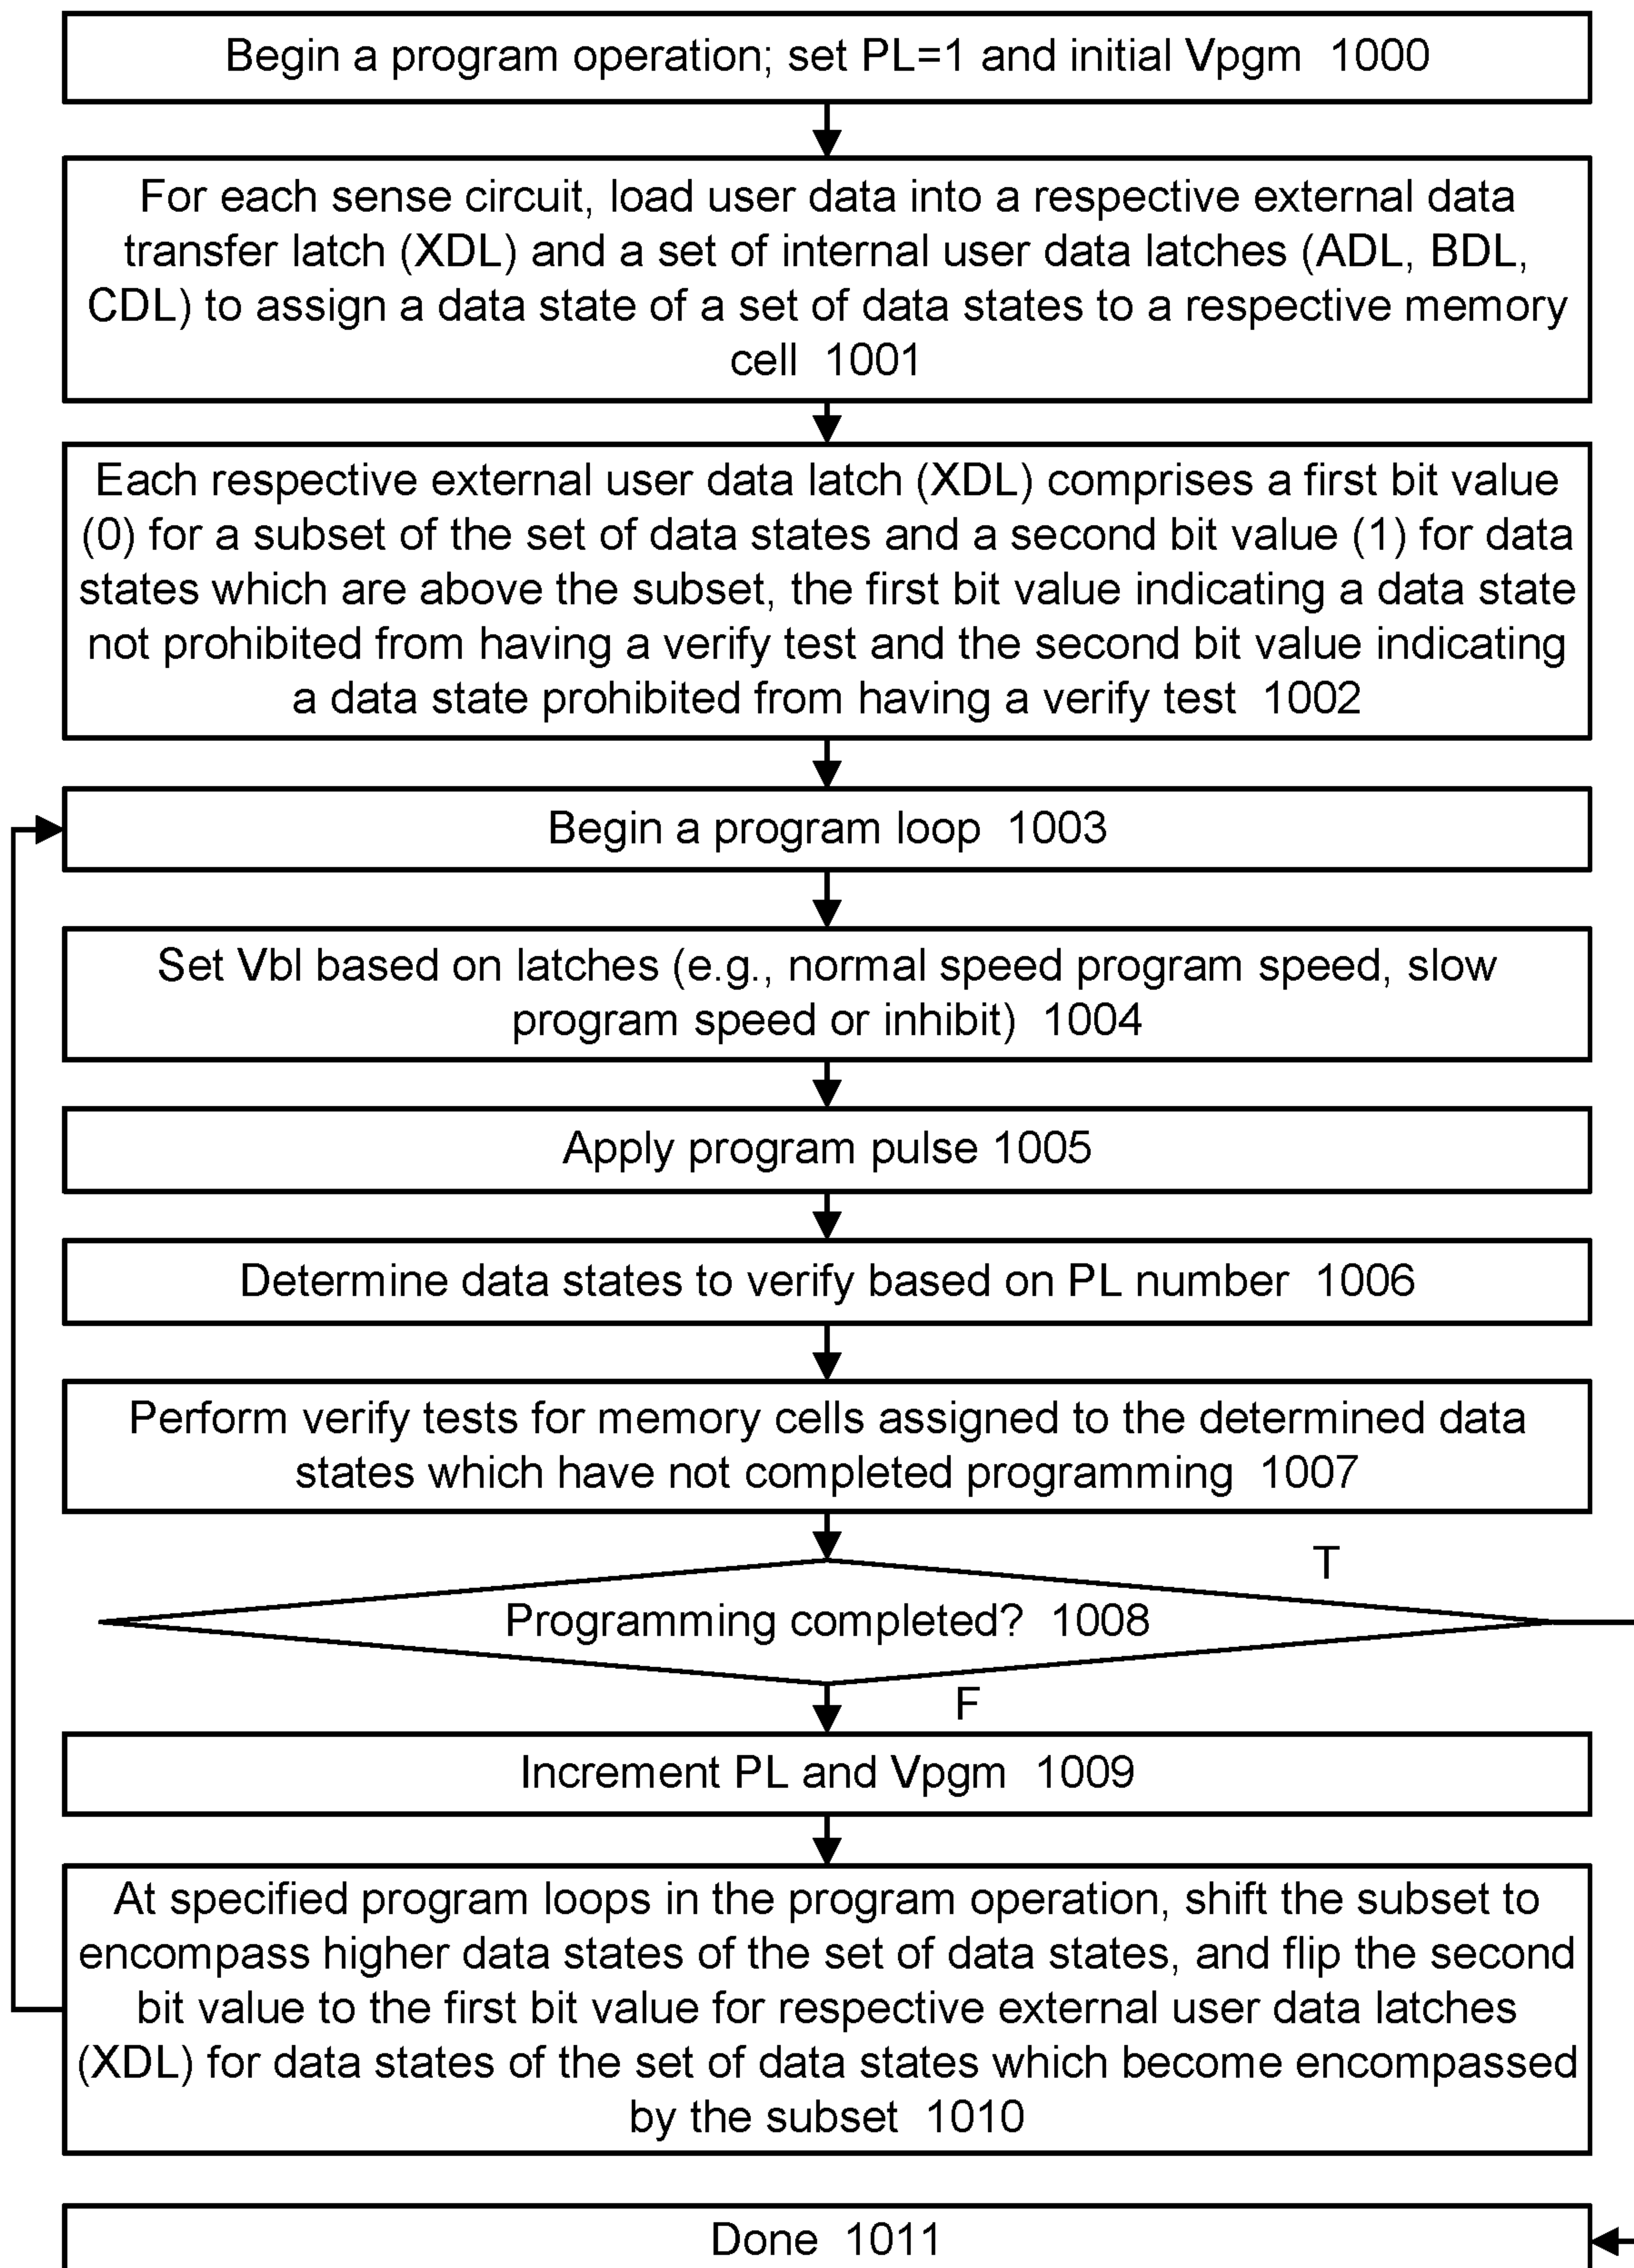 Begin a program operation; set PL=1 and initial Vpgm 1000
For each sense circuit, load user data into a respective external data
transfer latch (XDL) and a set of internal user data latches (ADL, BDL,
CDL) to assign a data state of a set of data states to a respective memory
cell 1001
Each respective external user data latch (XDL) comprises a first bit value
(0) for a subset of the set of data states and a second bit value (1) for data
states which are above the subset, the first bit value indicating a data state
not prohibited from having a verify test and the second bit value indicating
a data state prohibited from having a verify test 1002
Begin a program loop 1003
Set Vbl based on latches (e.g., normal speed program speed, slow
program speed or inhibit) 1004
Apply program pulse 1005
Determine data states to verify based on PL number 1006
Perform verify tests for memory cells assigned to the determined data
states which have not completed programming 1007
T
Programming completed? 1008
F
Increment PL and Vpgm 1009
At specified program loops in the program operation, shift the subset to
encompass higher data states of the set of data states, and flip the second
bit value to the first bit value for respective external user data latches
(XDL) for data states of the set of data states which become encompassed
by the subset 1010
Done 1011